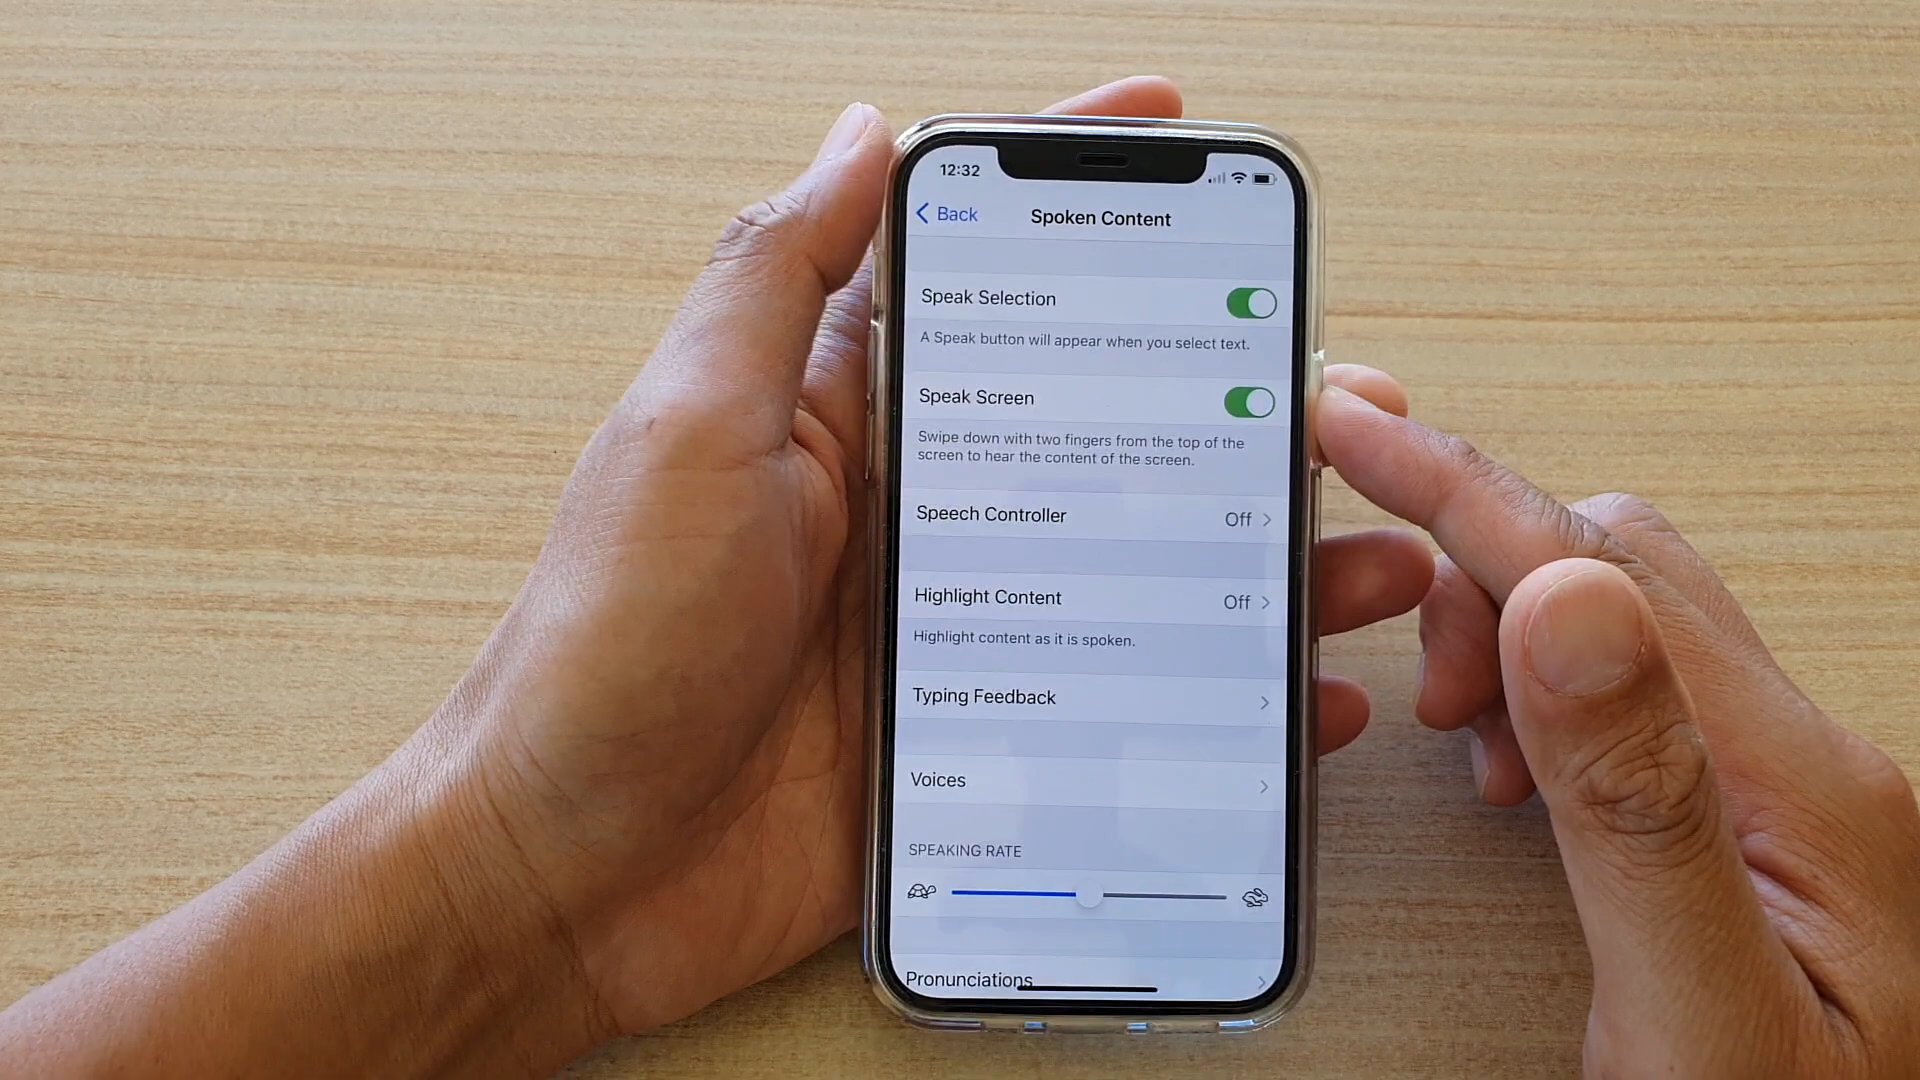 12:32
Back
Spoken Content
Speak Selection
A Speak button will appear when you select text.
Speak Screen
Swipe down with two fingers from the top of the
screen to hear the content of the screen.
Speech Controller Off
Highlight Content Off
Highlight content as it is spoken.
Typing Feedback
Voices
SPEAKING RATE
Pronunciations